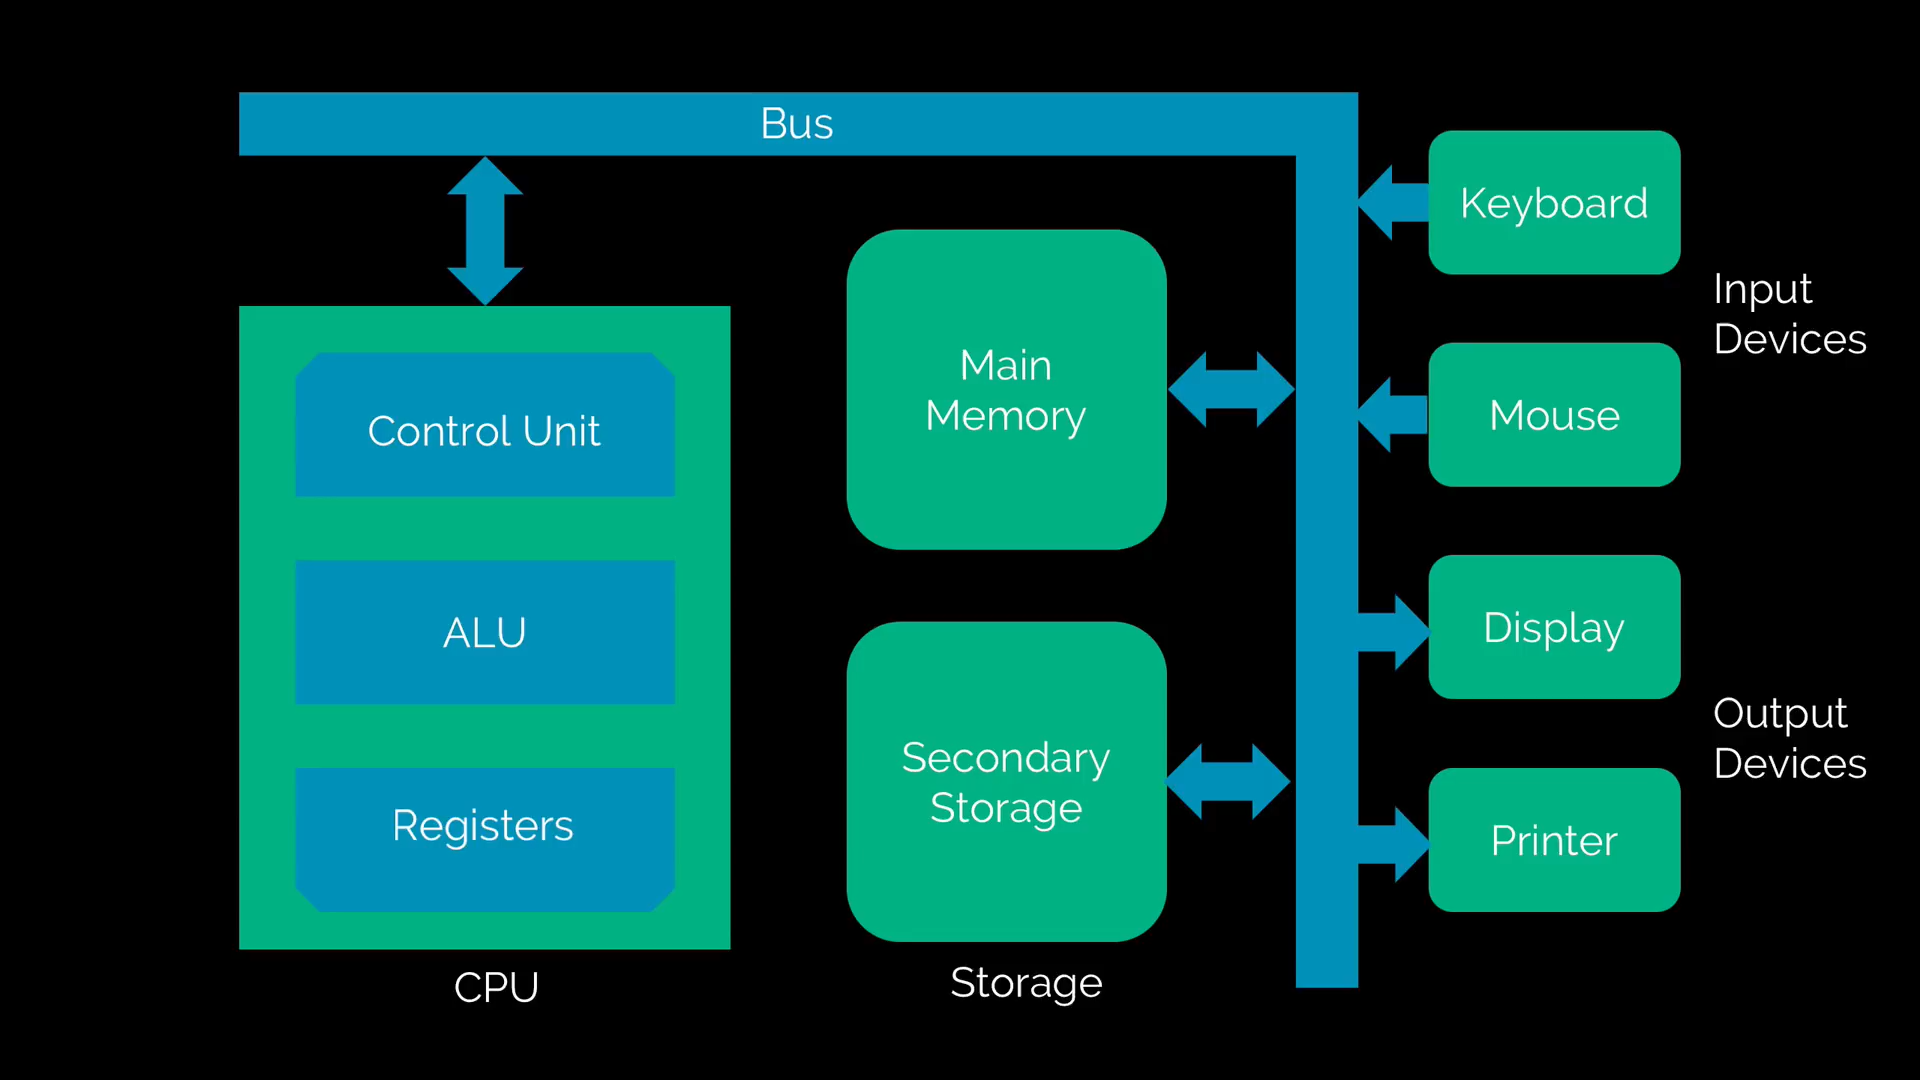 Bus
Control Unit
ALU
Registers
CPU
Main
Memory
Secondary
Storage
Storage
Keyboard
Mouse
Input
Devices
Display
Printer
Output
Devices